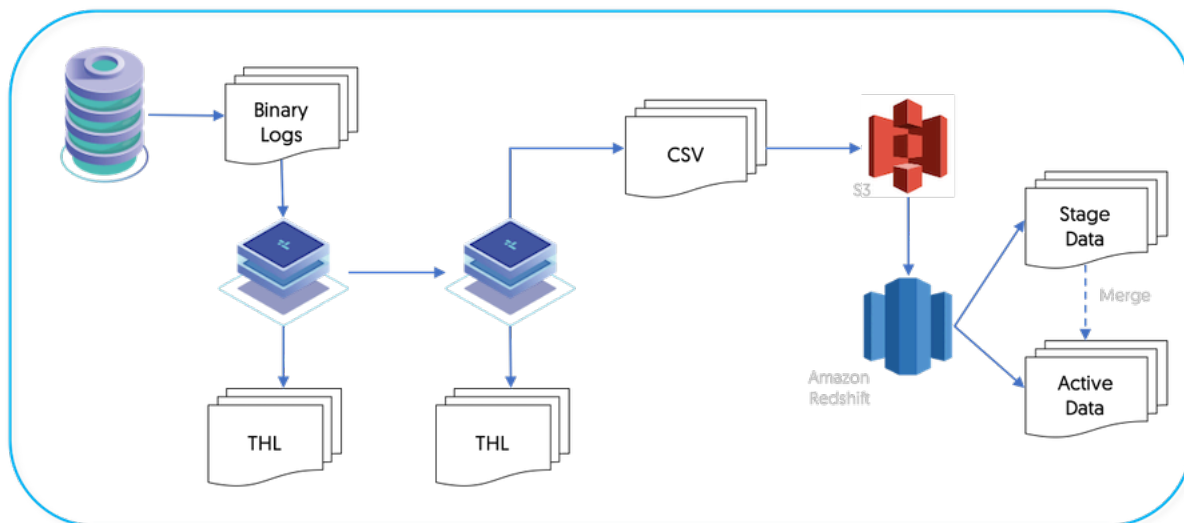 Binary
Logs
CSV
S3
Stage
Data
Merge
Amazon
Redshift
Active
Data
THL
THL